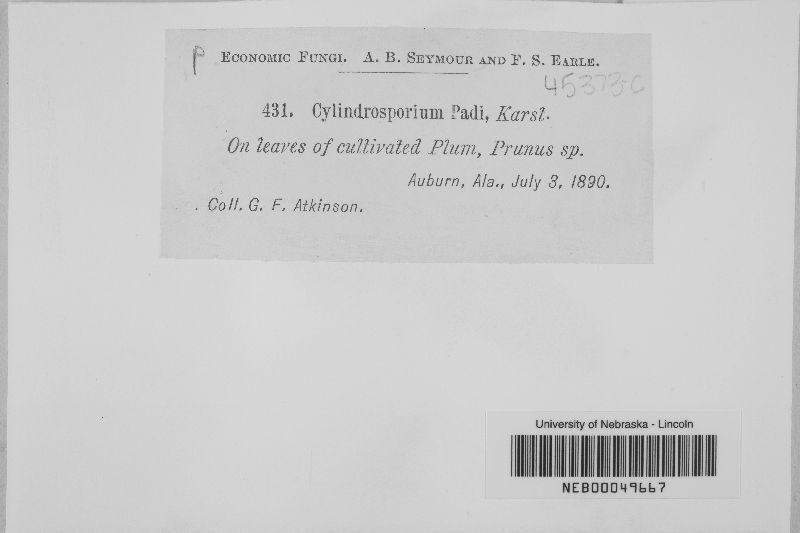 P
ECONOMIC FUNGI. A. B. SEYMOUR AND F. S. EARLE.
45373-C
431. Cylindrosporium Padi, Karst.
On leaves of cultivated Plum, Prunus sp.
Auburn, Ala., July 3, 1890.
Coll. G. F. Atkinson.
University of Nebraska - Lincoln
NEB00049667